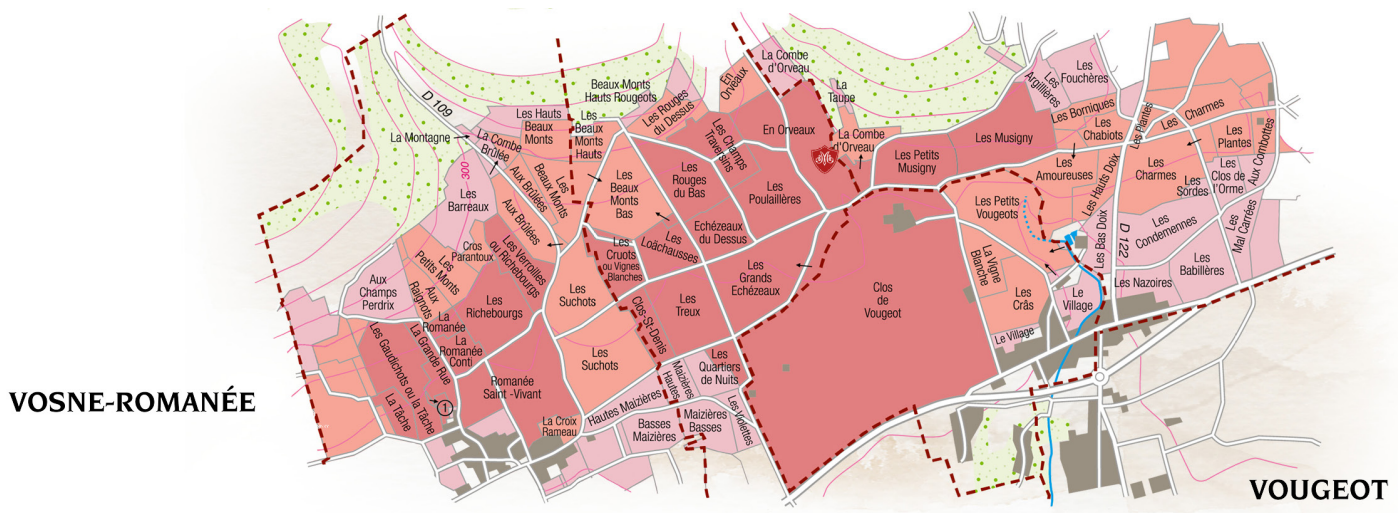 D 109
La Montagne
300
Les Hauts
Beaux
Monts
La Combe
Brûlée
Les
Beaux Monts
Aux Brûlées
Aux Brûlées
Les
Barreaux
Les
Beaux
Monts
Hauts
Beaux Monts
Hauts Rougeots
Les Rouges
du Dessus
En
Orveaux
La Combe
d'Orveau
La
Taupe
La Combe
d'Orveau
En Orveaux
Les Champs
Traversins
Les
Rouges
du Bas
Les
Poulaillères
Echézeaux
du Dessus
Les
Beaux
Monts
Bas
Les
Loächausses
Les
Cruots
ou Vignes
Blanches
Les
Grands
Echézeaux
Les
Treux
Clos-St-Denis
Les
Quartiers
de Nuits
Maizières
Hautes
Maizières
Basses
Les Violettes
Hautes Maizières
Basses
Maizières
Les
Suchots
Les
Suchots
La Croix
Rameau
Romanée
Saint -Vivant
Cros
Parantoux
Les Verroilles
ou Richebourgs
Les
Richebourgs
Les
Petits Monts
Aux
Raignots
La
Romanée
La
Romanée
Conti
La Grande Rue
Les Gaudichots ou la Tâche
La Tâche
1
Aux
Champs
Perdrix
VOSNE-ROMANÉE
Les Petits
Musigny
Les Musigny
Les
Argillières
Les
Fouchères
Les Borniques
Les
Chabiots
Les Plantes
Les Charmes
Les
Plantes
Aux Combottes
Les
Amoureuses
Les Hauts Doix
Les
Charmes
Les
Sordes
Clos de
l'Orme
Les
Mal Carrées
Les
Condemennes
Les
Babillères
D 122
Les Bas Doix
Les Nazoires
Les Petits
Vougeots
La Vigne
Blanche
Les
Crâs
Le
Village
Le Village
Clos
de
Vougeot
VOUGEOT